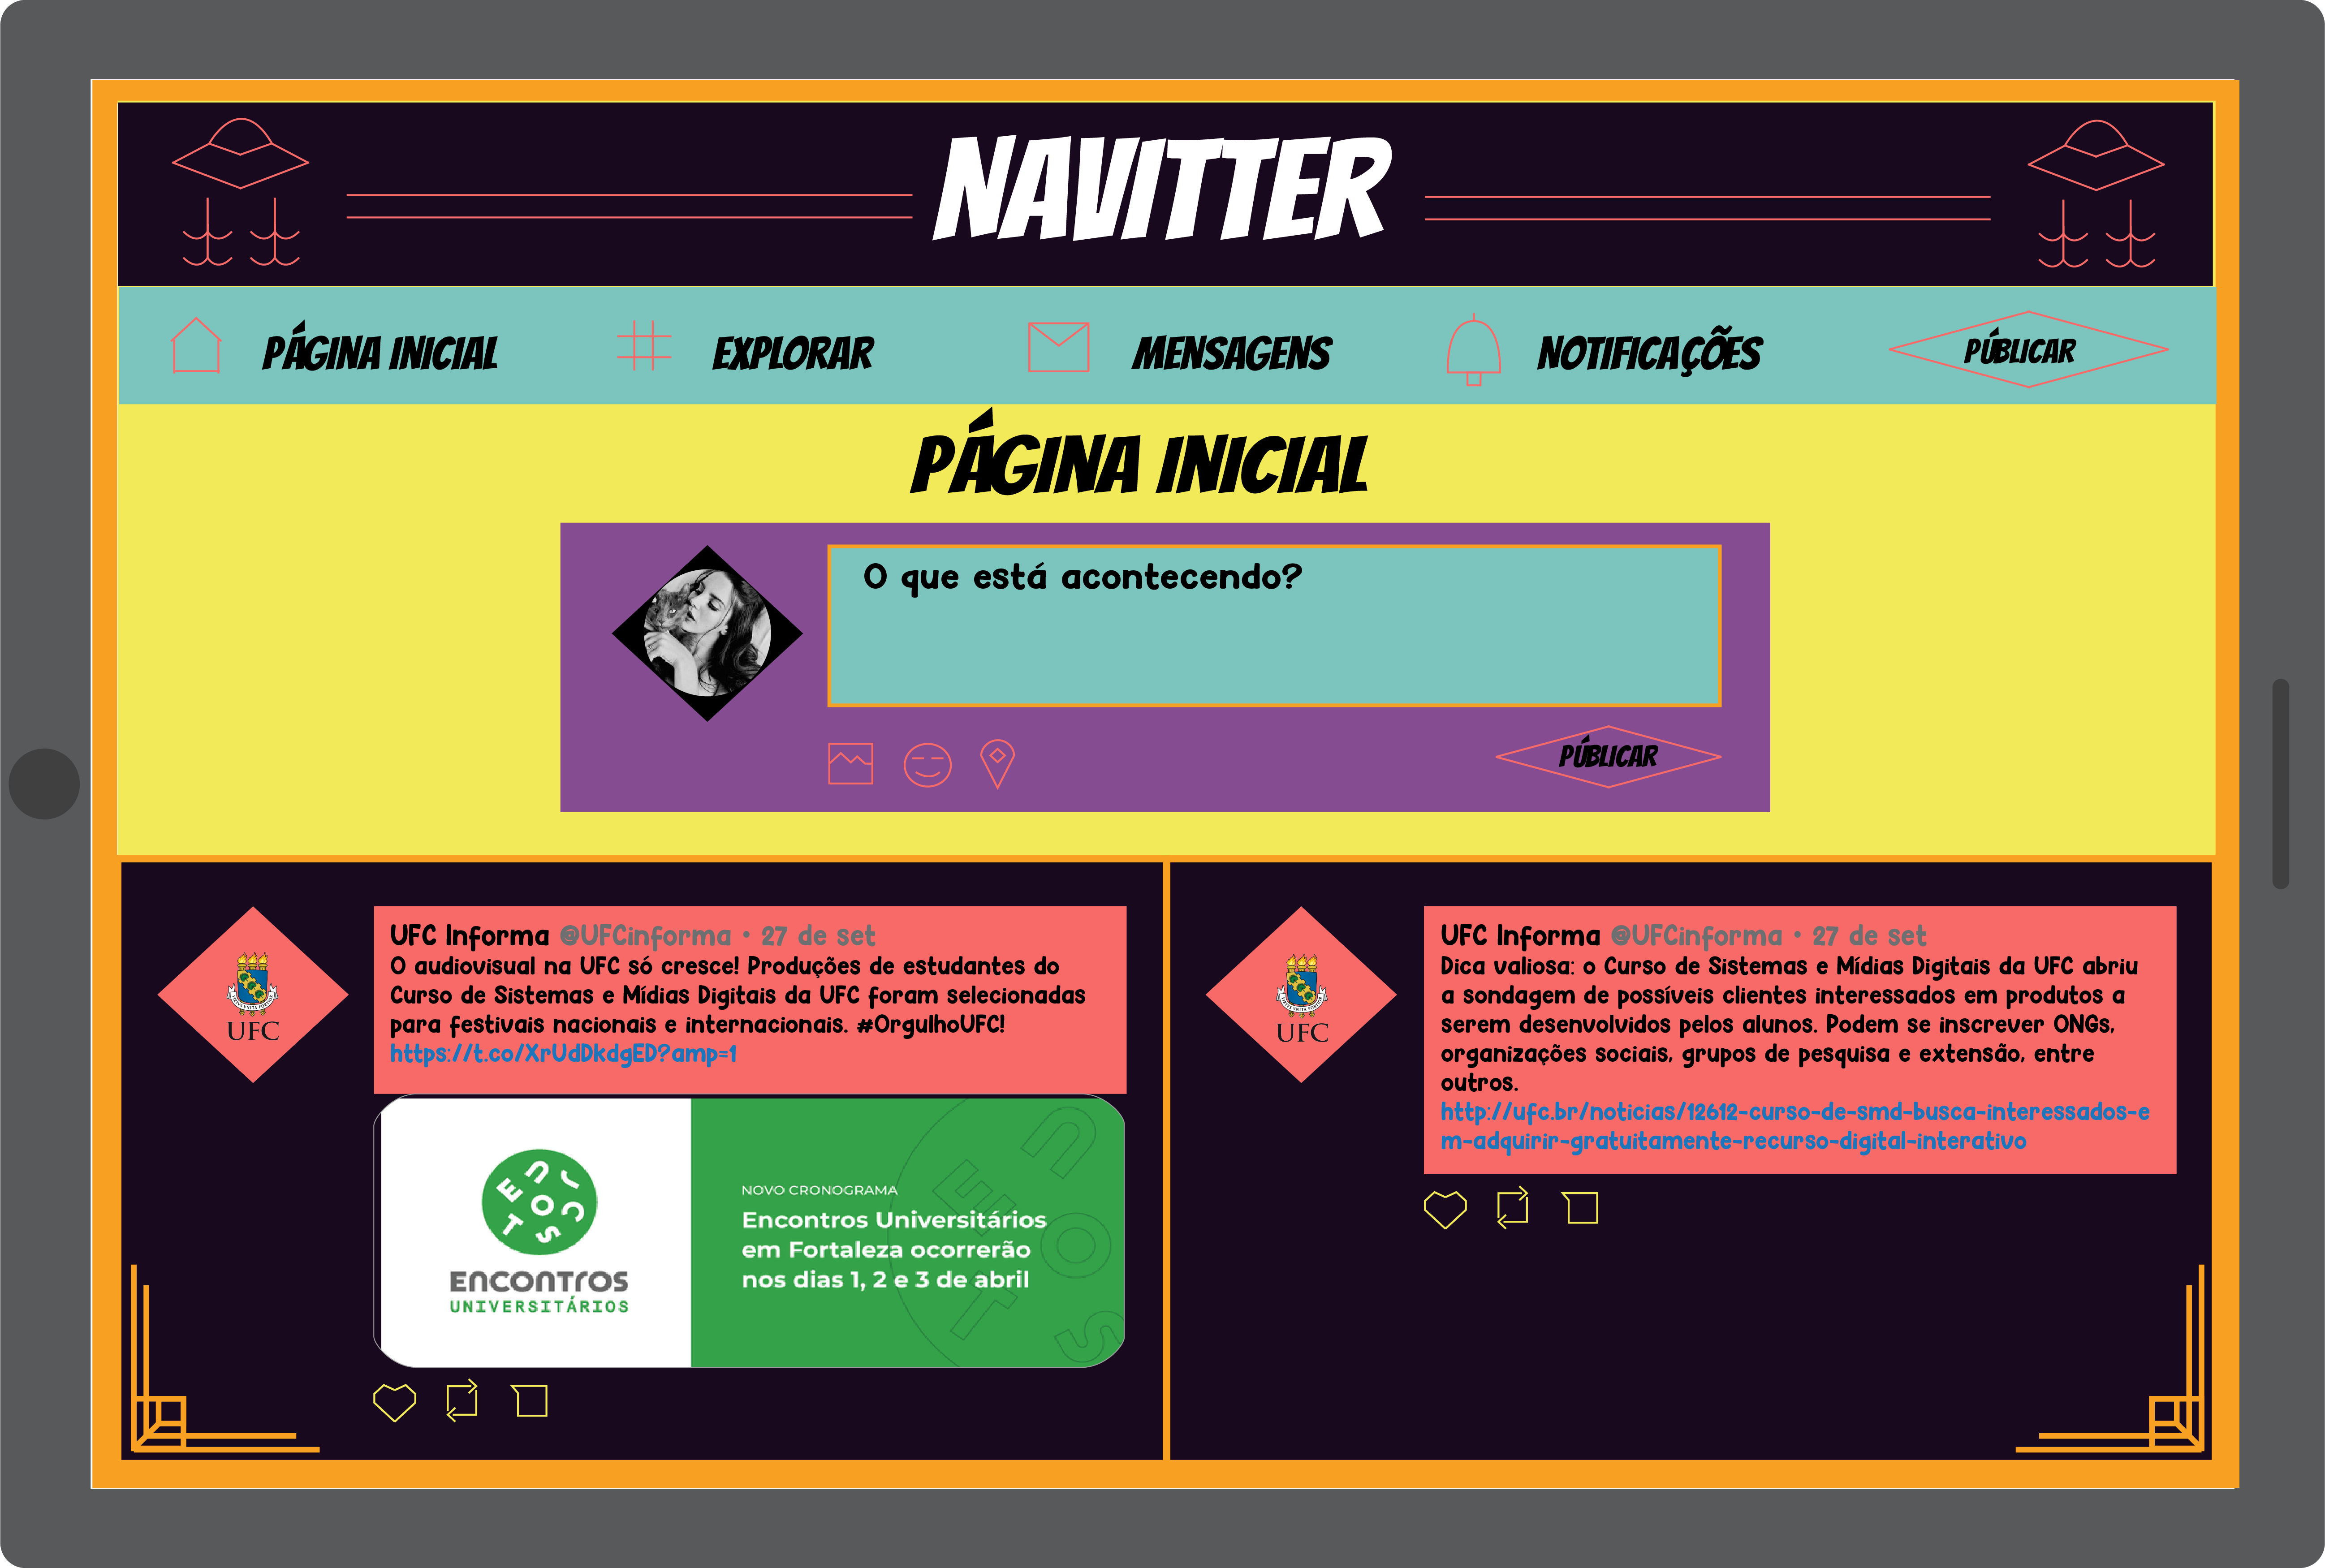 NAVITTER
PÁGINA INICIAL
EXPLORAR
MENSAGENS
NOTIFICAÇÕES
PÚBLICAR
PÁGINA INICIAL
O que está acontecendo?
PÚBLICAR
UFC
UFC Informa @UFCinforma • 27 de set
O audiovisual na UFC só cresce! Produções de estudantes do
Curso de Sistemas e Mídias Digitais da UFC foram selecionadas
para festivais nacionais e internacionais. #OrgulhoUFC!
https://t.co/XrUdDkdgED?amp=1
ENCONTROS
UNIVERSITÁRIOS
NOVO CRONOGRAMA
Encontros Universitários
em Fortaleza ocorrerão
nos dias 1, 2 e 3 de abril
UFC
UFC Informa @UFCinforma • 27 de set
Dica valiosa: o Curso de Sistemas e Mídias Digitais da UFC abriu
a sondagem de possíveis clientes interessados em produtos a
serem desenvolvidos pelos alunos. Podem se inscrever ONGs,
organizações sociais, grupos de pesquisa e extensão, entre
outros.
http://ufc.br/noticias/12612-curso-de-smd-busca-interessados-e
m-adquirir-gratuitamente-recurso-digital-interativo